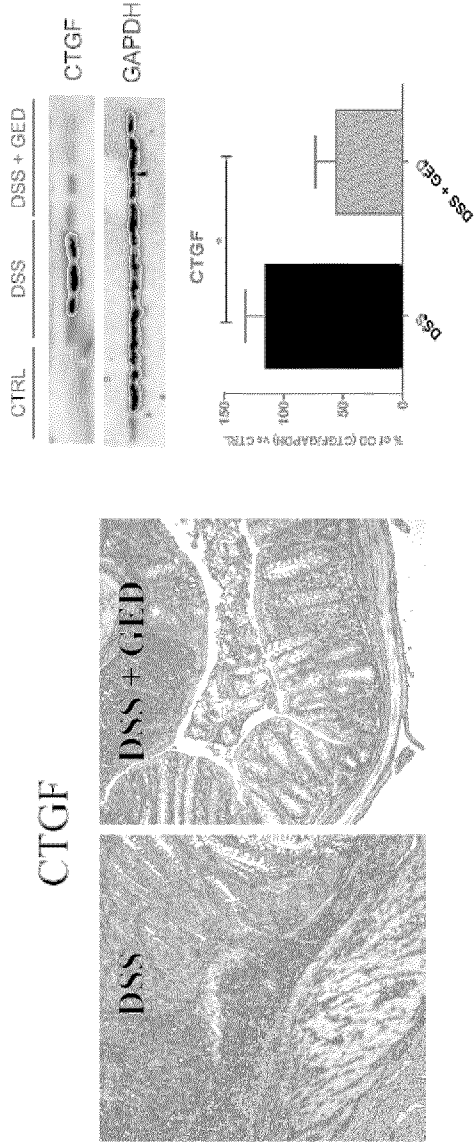 CTGF
DSS
DSS + GED
CTRL
DSS
DSS + GED
CTGF
GAPDH
CTGF
*
% of OD (CTGF/GAPDH) vs CTRL
150
100
50
0
DSS
DSS + GED